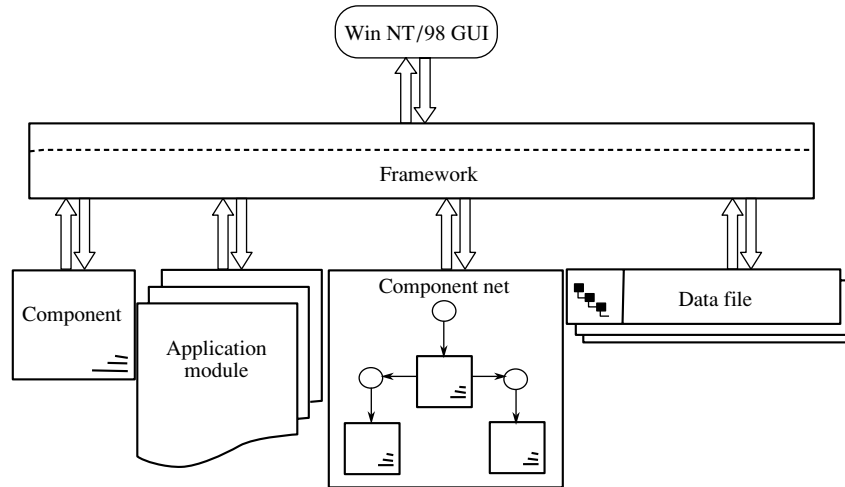 Win NT/98 GUI
Framework
Component
Application
module
Component net
Data file